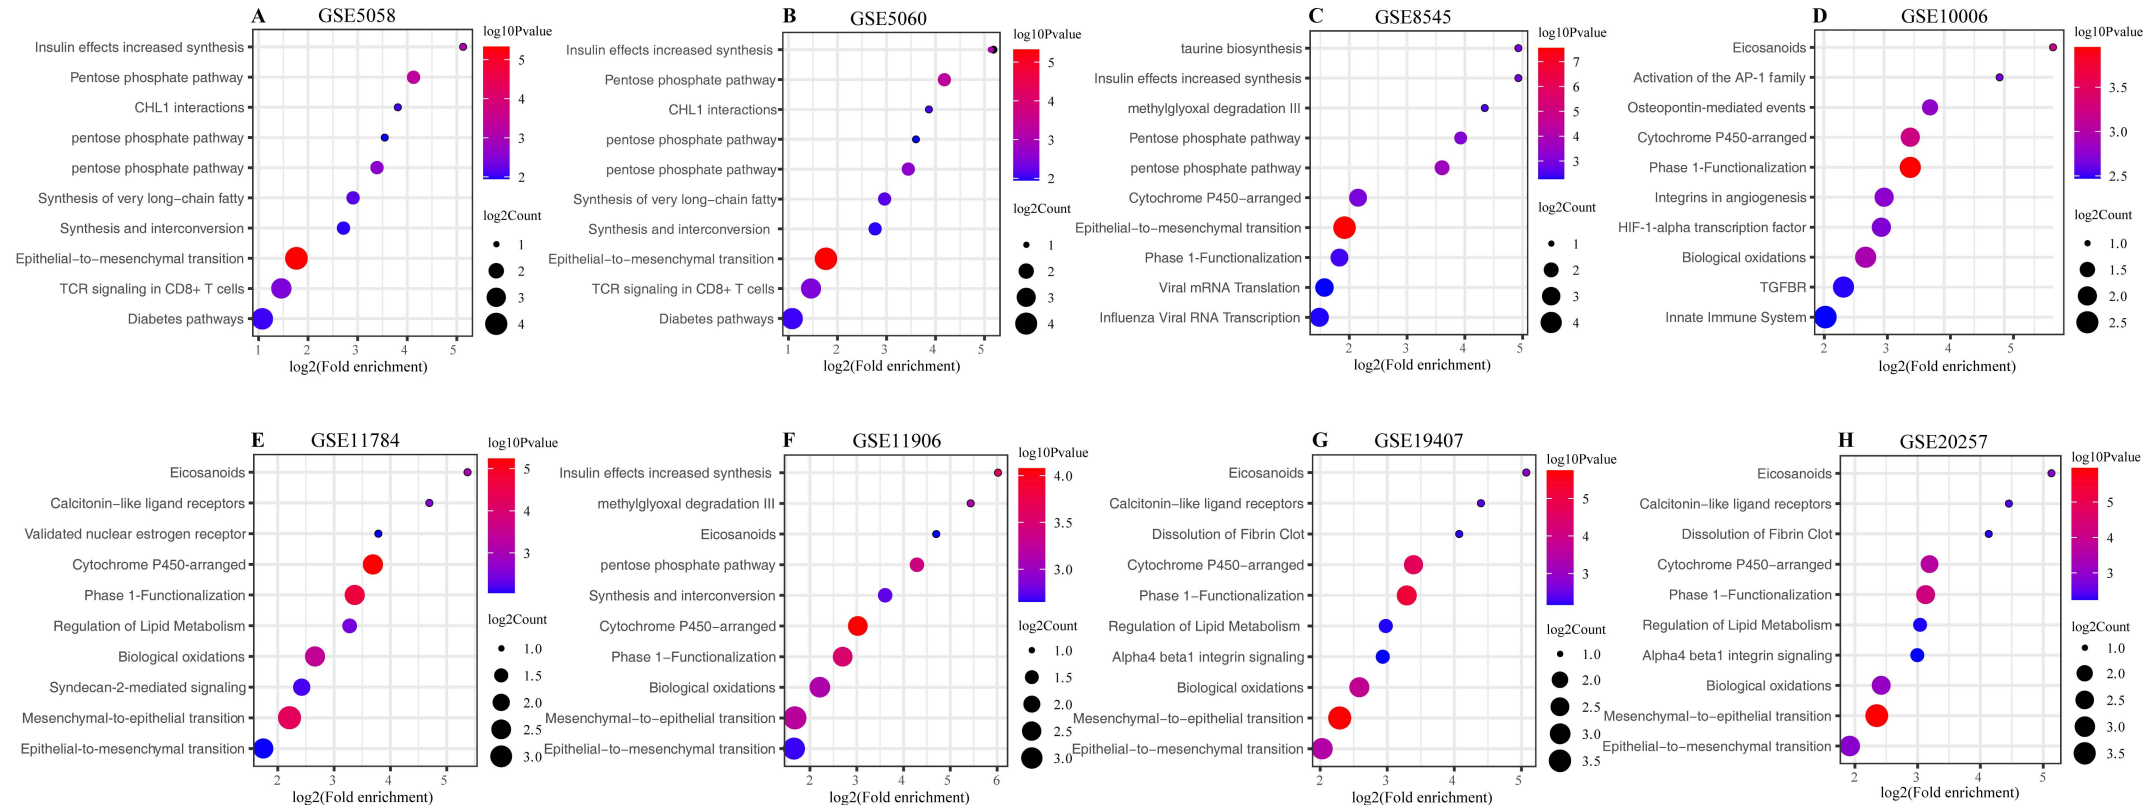 A GSE5058
log10Pvalue
Insulin effects increased synthesis
Pentose phosphate pathway
CHL1 interactions
pentose phosphate pathway
pentose phosphate pathway
Synthesis of very long−chain fatty
Synthesis and interconversion
Epithelial−to−mesenchymal transition
TCR signaling in CD8+ T cells
Diabetes pathways
1 2 3 4 5
log2(Fold enrichment)
5
4
3
2
log2Count
1
2
3
4
B GSE5060
log10Pvalue
Insulin effects increased synthesis
Pentose phosphate pathway
CHL1 interactions
pentose phosphate pathway
pentose phosphate pathway
Synthesis of very long−chain fatty
Synthesis and interconversion
Epithelial−to−mesenchymal transition
TCR signaling in CD8+ T cells
Diabetes pathways
1 2 3 4 5
log2(Fold enrichment)
5
4
3
2
log2Count
1
2
3
4
C GSE8545
log10Pvalue
taurine biosynthesis
Insulin effects increased synthesis
methylglyoxal degradation III
Pentose phosphate pathway
pentose phosphate pathway
Cytochrome P450−arranged
Epithelial−to−mesenchymal transition
Phase 1-Functionalization
Viral mRNA Translation
Influenza Viral RNA Transcription
2 3 4 5
log2(Fold enrichment)
7
6
5
4
3
log2Count
1
2
3
4
D GSE10006
log10Pvalue
Eicosanoids
Activation of the AP-1 family
Osteopontin-mediated events
Cytochrome P450-arranged
Phase 1-Functionalization
Integrins in angiogenesis
HIF-1-alpha transcription factor
Biological oxidations
TGFBR
Innate Immune System
2 3 4 5
log2(Fold enrichment)
3.5
3.0
2.5
log2Count
1.0
1.5
2.0
2.5
E GSE11784
log10Pvalue
Eicosanoids
Calcitonin−like ligand receptors
Validated nuclear estrogen receptor
Cytochrome P450-arranged
Phase 1-Functionalization
Regulation of Lipid Metabolism
Biological oxidations
Syndecan-2-mediated signaling
Mesenchymal-to-epithelial transition
Epithelial-to-mesenchymal transition
2 3 4 5
log2(Fold enrichment)
5
4
3
log2Count
1.0
1.5
2.0
2.5
3.0
F GSE11906
log10Pvalue
Insulin effects increased synthesis
methylglyoxal degradation III
Eicosanoids
pentose phosphate pathway
Synthesis and interconversion
Cytochrome P450−arranged
Phase 1−Functionalization
Biological oxidations
Mesenchymal−to−epithelial transition
Epithelial−to−mesenchymal transition
2 3 4 5 6
log2(Fold enrichment)
4.0
3.5
3.0
log2Count
1.0
1.5
2.0
2.5
3.0
G GSE19407
log10Pvalue
Eicosanoids
Calcitonin−like ligand receptors
Dissolution of Fibrin Clot
Cytochrome P450−arranged
Phase 1−Functionalization
Regulation of Lipid Metabolism
Alpha4 beta1 integrin signaling
Biological oxidations
Mesenchymal−to−epithelial transition
Epithelial−to−mesenchymal transition
2 3 4 5
log2(Fold enrichment)
5
4
3
log2Count
1.0
2.0
2.5
3.0
3.5
H GSE20257
log10Pvalue
Eicosanoids
Calcitonin−like ligand receptors
Dissolution of Fibrin Clot
Cytochrome P450−arranged
Phase 1−Functionalization
Regulation of Lipid Metabolism
Alpha4 beta1 integrin signaling
Biological oxidations
Mesenchymal−to−epithelial transition
Epithelial−to−mesenchymal transition
2 3 4 5
log2(Fold enrichment)
5
4
3
log2Count
1.0
2.0
2.5
3.0
3.5